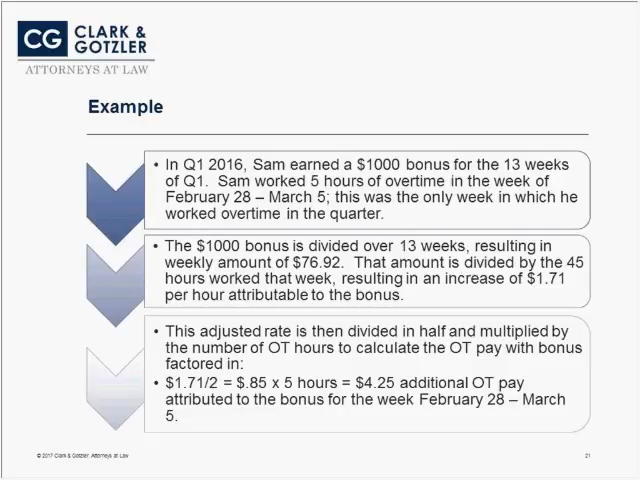 CG CLARK &
GOTZLER
ATTORNEYS AT LAW
Example
• In Q1 2016, Sam earned a $1000 bonus for the 13 weeks
of Q1. Sam worked 5 hours of overtime in the week of
February 28 – March 5; this was the only week in which he
worked overtime in the quarter.
• The $1000 bonus is divided over 13 weeks, resulting in
weekly amount of $76.92. That amount is divided by the 45
hours worked that week, resulting in an increase of $1.71
per hour attributable to the bonus.
• This adjusted rate is then divided in half and multiplied by
the number of OT hours to calculate the OT pay with bonus
factored in:
• $1.71/2 = $.85 x 5 hours = $4.25 additional OT pay
attributed to the bonus for the week February 28 – March
5.
© 2017 Clark & Gotzler, Attorneys at Law
21